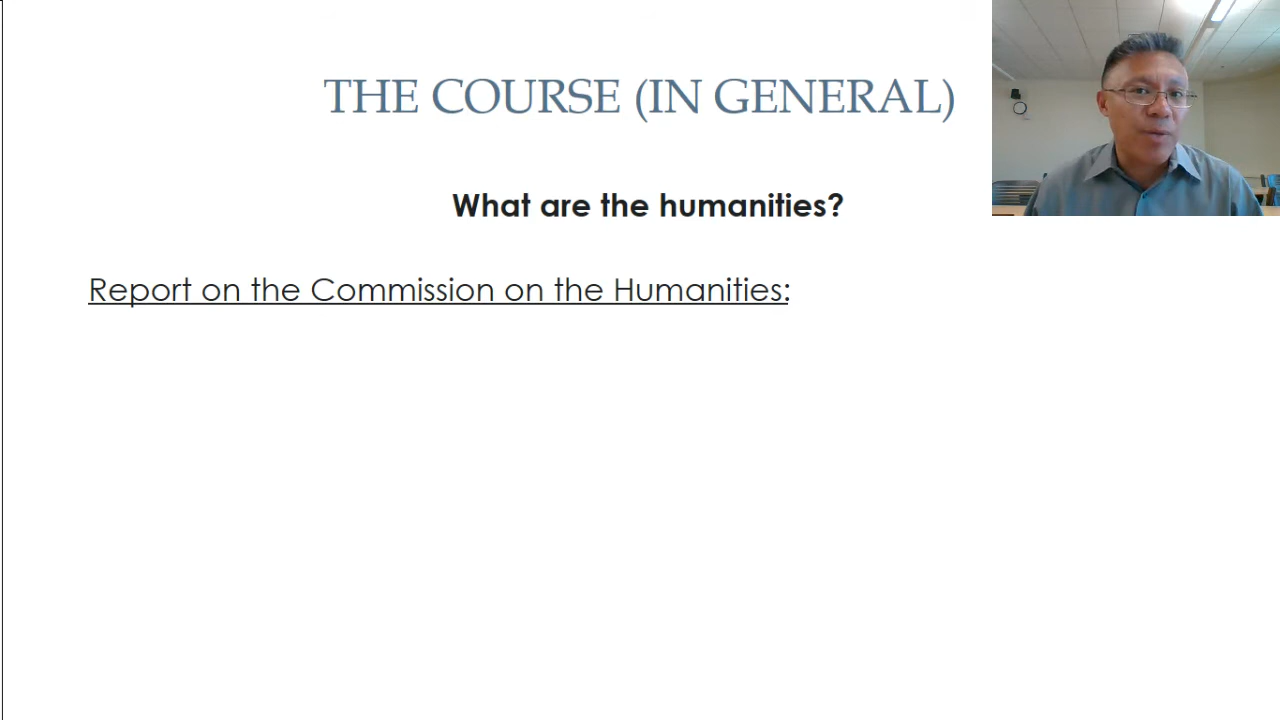 THE COURSE (IN GENERAL)
What are the humanities?
Report on the Commission on the Humanities: